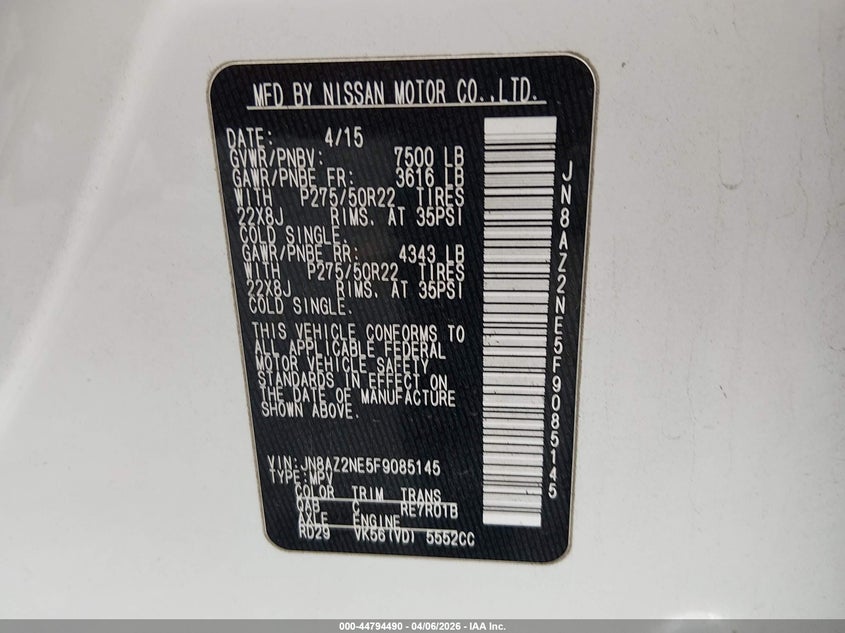 MFD BY NISSAN MOTOR CO.,LTD.
DATE: 4/15
GVWR/PNBV: 7500 LB
GAWR/PNBE FR: 3616 LB
WITH P275/50R22 TIRES
22X8J RIMS. AT 35PSI
COLD SINGLE.
GAWR/PNBE RR: 4343 LB
WITH P275/50R22 TIRES
22X8J RIMS. AT 35PSI
COLD SINGLE.
THIS VEHICLE CONFORMS TO
ALL APPLICABLE FEDERAL
MOTOR VEHICLE SAFETY
STANDARDS IN EFFECT ON
THE DATE OF MANUFACTURE
SHOWN ABOVE.
VIN:JN8AZ2NE5F9085145
TYPE:MPV
COLOR TRIM TRANS
QAB C RE7R01B
AXLE ENGINE
RD29 VK56(VD) 5552CC
JN8AZ2NE5F9085145
000-44794490 - 04/06/2026 - IAA Inc.